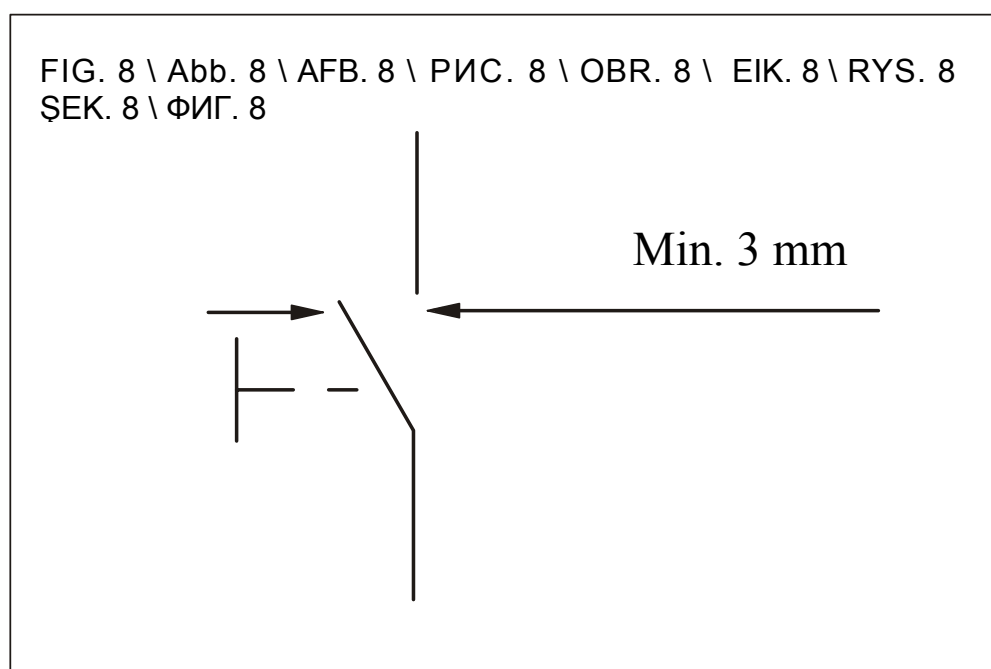 FIG. 8 \ Abb. 8 \ AFB. 8 \ РИС. 8 \ OBR. 8 \ EIK. 8 \ RYS. 8
ŞEK. 8 \ ФИГ. 8
Min. 3 mm